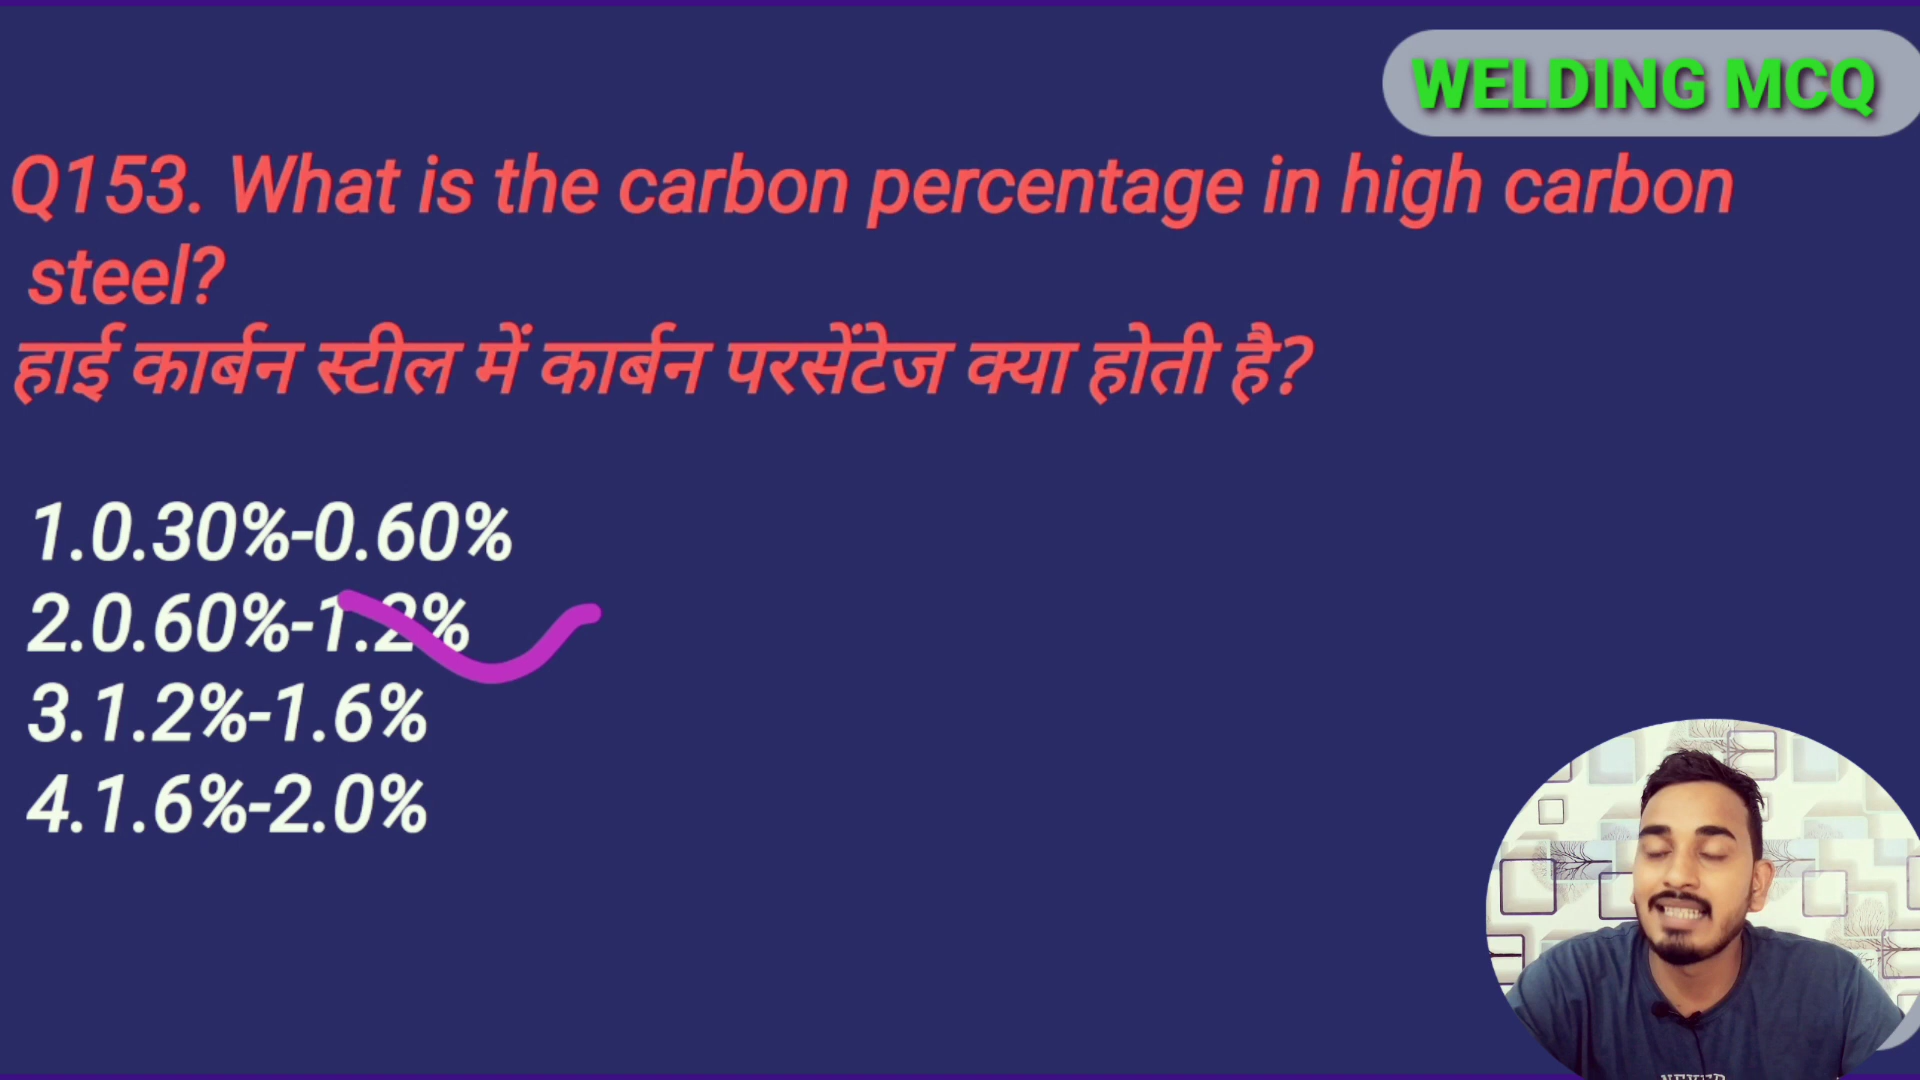 WELDING MCQ
Q153. What is the carbon percentage in high carbon
steel?
हाई कार्बन स्टील में कार्बन परसेंटेज क्या होती है?
1.0.30%-0.60%
2.0.60%-1.2%
3.1.2%-1.6%
4.1.6%-2.0%